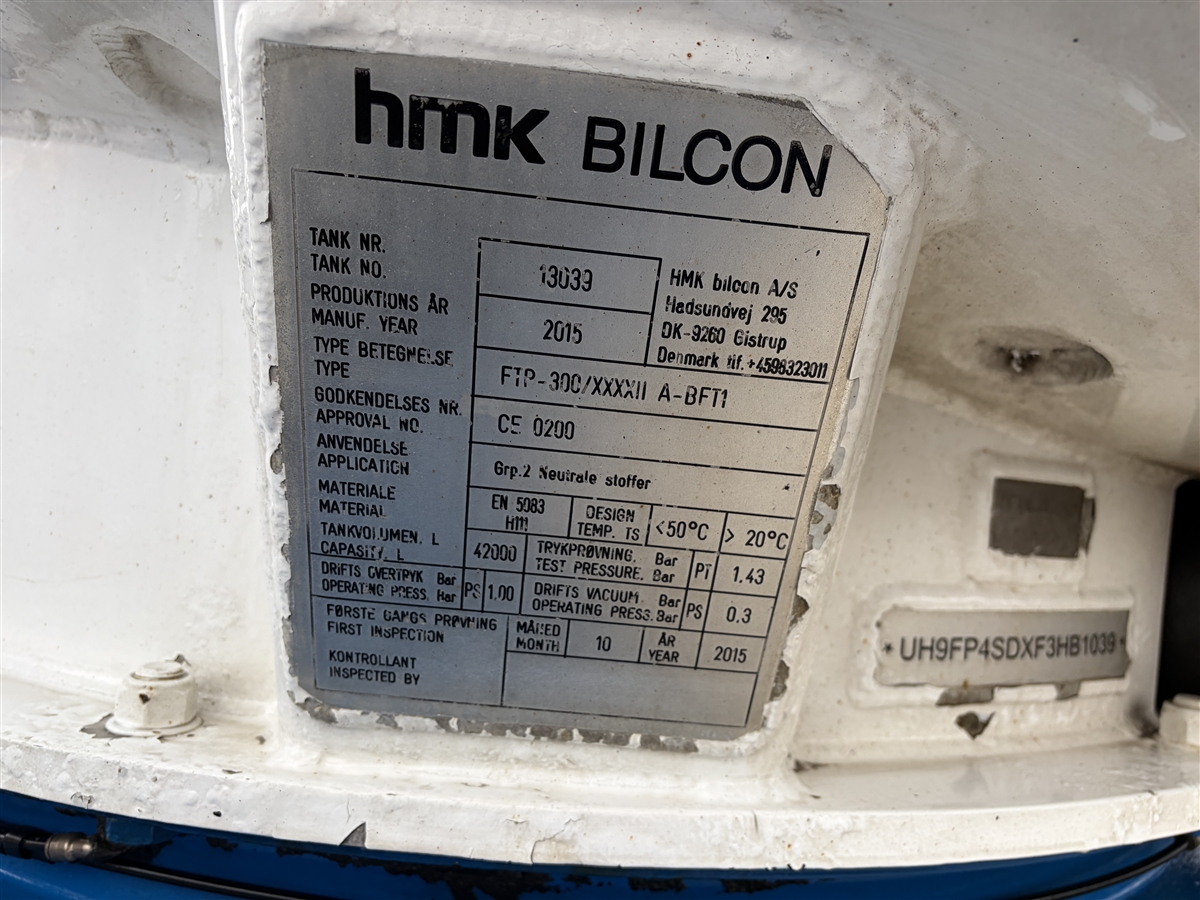 hmk BILCON
TANK NR.
TANK NO.
13039
HMK bilcon A/S
Hadsundvej 295
DK-9260 Gistrup
Denmark tlf. +4598323011
PRODUKTIONS ÅR
MANUF. YEAR
2015
TYPE BETEGNELSE
TYPE
FTP-300/XXXXII A-BFT1
GODKENDELSES NR.
APPROVAL NO.
CE 0200
ANVENDELSE
APPLICATION
Grp.2 Neutrale stoffer
MATERIALE
MATERIAL
EN 5083
H111
DESIGN
TEMP. TS
<50°C
> 20°C
TANKVOLUMEN. L
CAPACITY. L
42000
TRYKPRØVNING. Bar
TEST PRESSURE. Bar
PT
1.43
DRIFTS OVERTRYK Bar
OPERATING PRESS. Bar
PS
1.00
DRIFTS VACUUM Bar
OPERATING PRESS. Bar
PS
0.3
FØRSTE GANGS PRØVNING
FIRST INSPECTION
MÅNED
MONTH
10
ÅR
YEAR
2015
KONTROLLANT
INSPECTED BY
* UH9FP4SDXF3HB1039 *